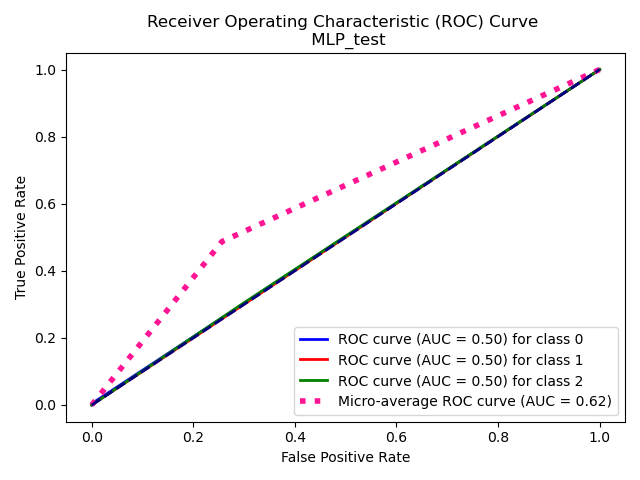 Receiver Operating Characteristic (ROC) Curve
MLP_test
True Positive Rate
1.0
0.8
0.6
0.4
0.2
0.0
ROC curve (AUC = 0.50) for class 0
ROC curve (AUC = 0.50) for class 1
ROC curve (AUC = 0.50) for class 2
Micro-average ROC curve (AUC = 0.62)
0.0 0.2 0.4 0.6 0.8 1.0
False Positive Rate